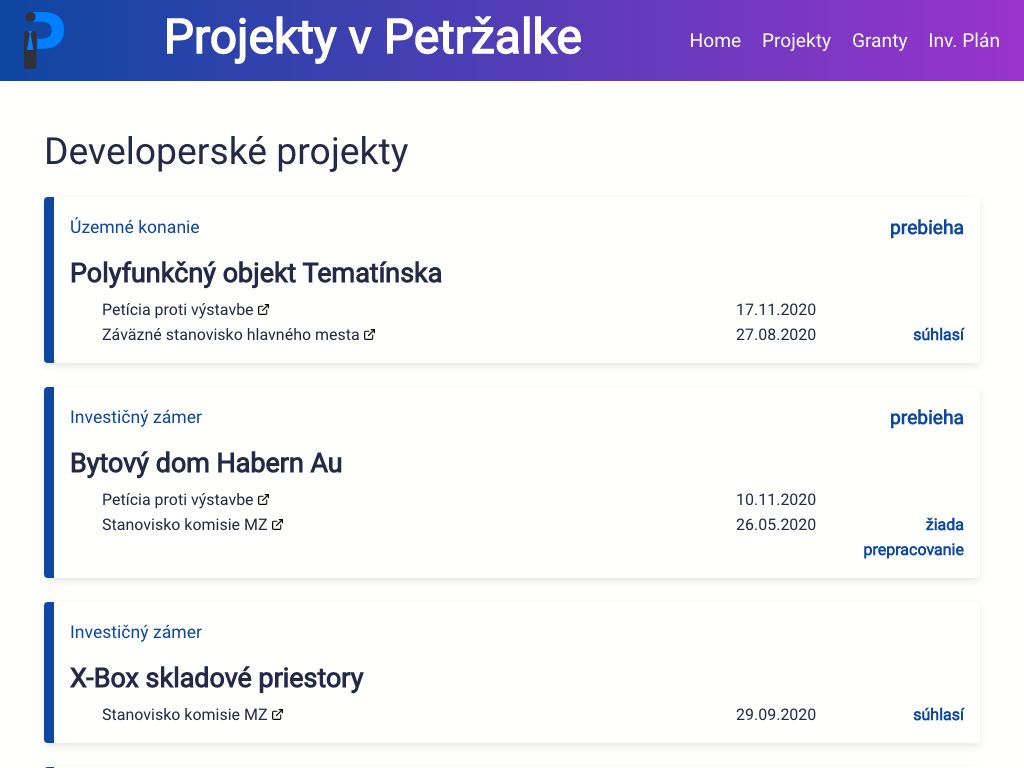 Projekty v Petržalke
Home Projekty Granty Inv. Plán
Developerské projekty
Územné konanie prebieha
Polyfunkčný objekt Tematínska
Petícia proti výstavbe 17.11.2020
Záväzné stanovisko hlavného mesta 27.08.2020 súhlasí
Investičný zámer prebieha
Bytový dom Habern Au
Petícia proti výstavbe 10.11.2020
Stanovisko komisie MZ 26.05.2020 žiada
prepracovanie
Investičný zámer
X-Box skladové priestory
Stanovisko komisie MZ 29.09.2020 súhlasí